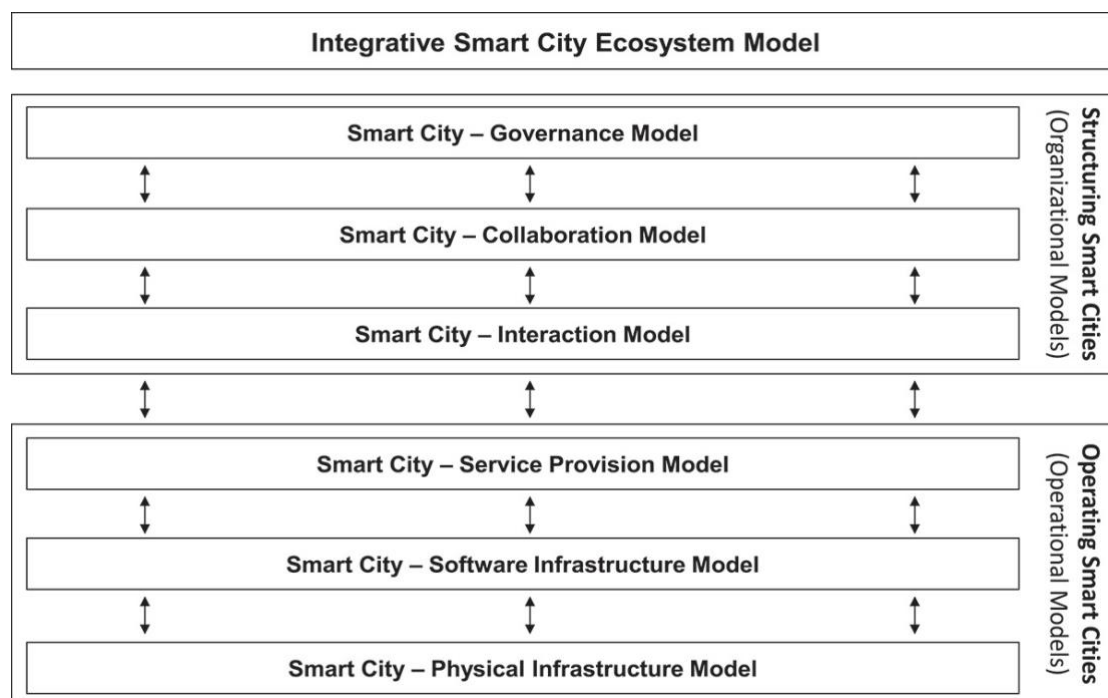 Integrative Smart City Ecosystem Model
Smart City – Governance Model
Smart City – Collaboration Model
Smart City – Interaction Model
Structuring Smart Cities
(Organizational Models)
Smart City – Service Provision Model
Smart City – Software Infrastructure Model
Smart City – Physical Infrastructure Model
Operating Smart Cities
(Operational Models)